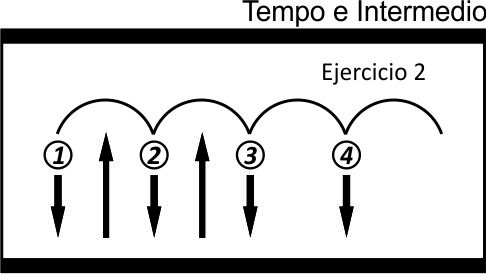 Tempo e Intermedio
Ejercicio 2
1 2 3 4